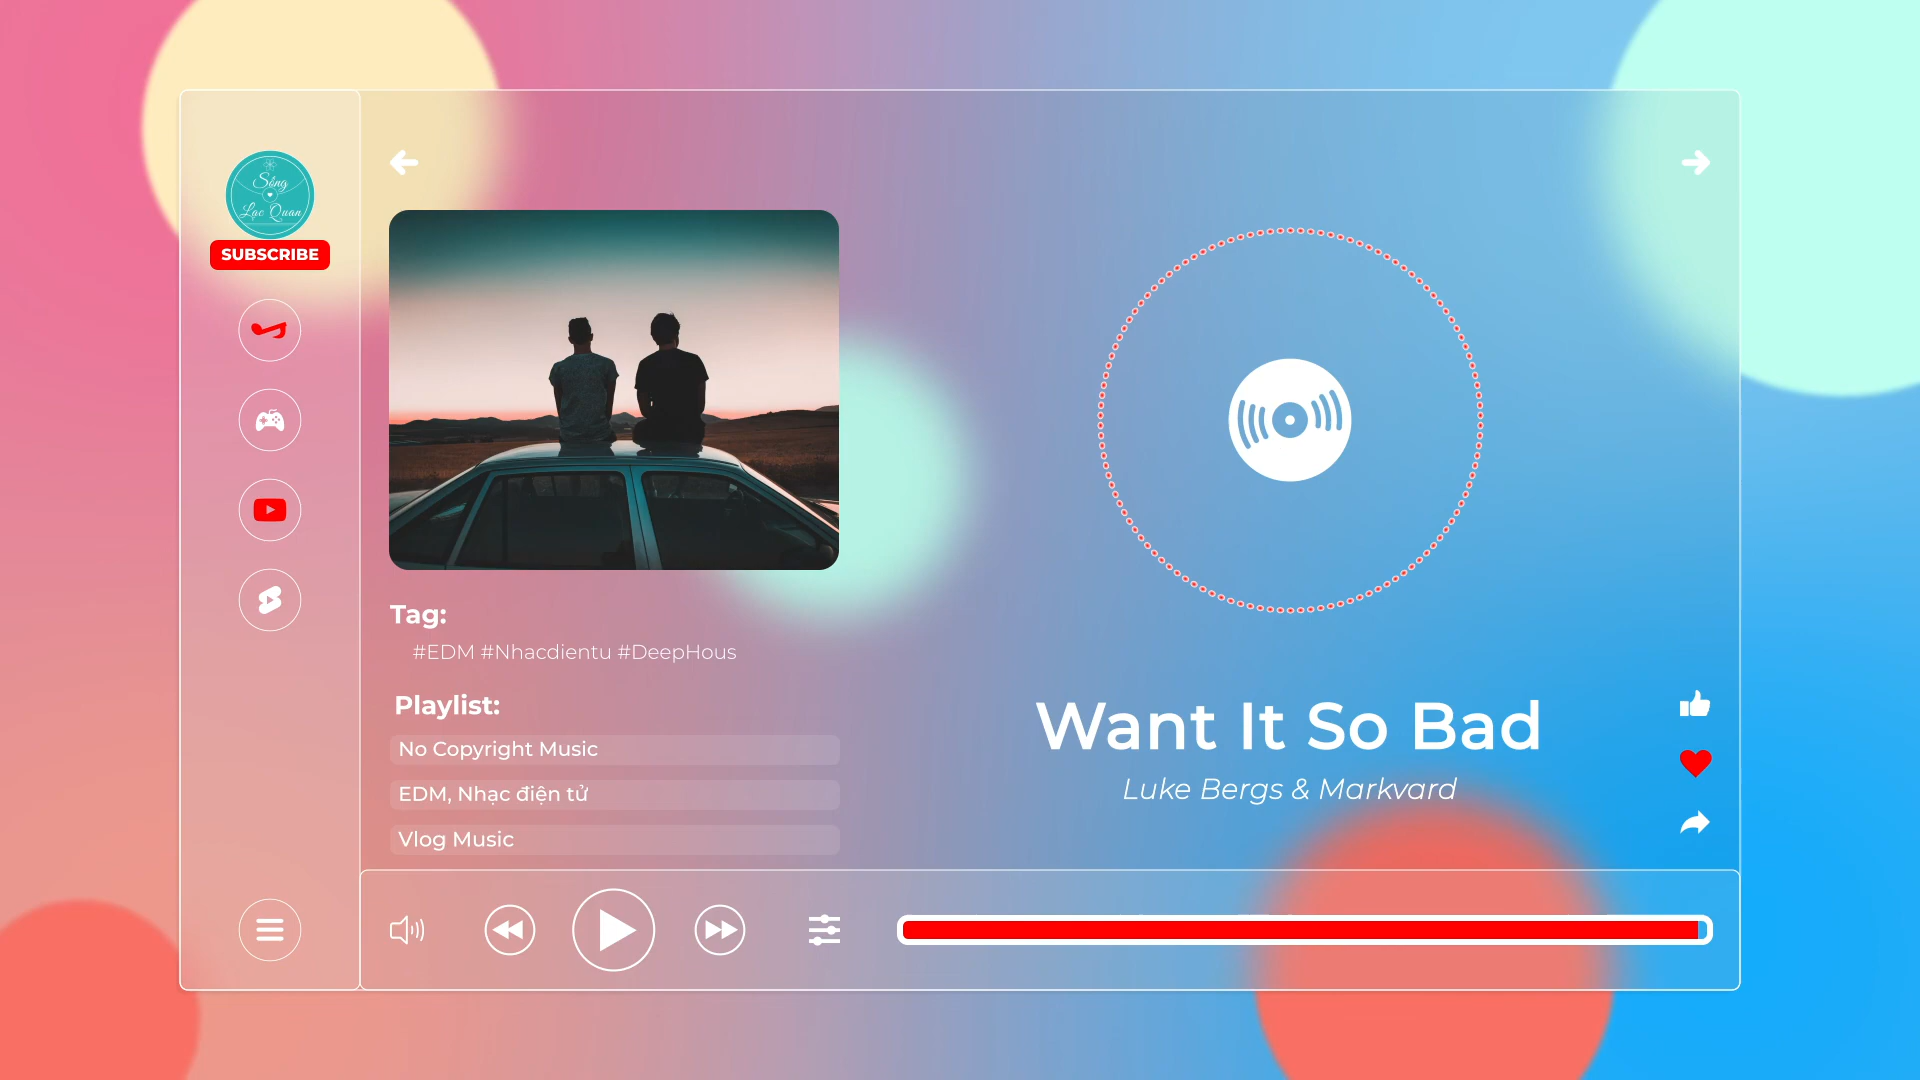 Sống
Lạc Quan
SUBSCRIBE
Tag:
#EDM #Nhacdientu #DeepHous
Playlist:
No Copyright Music
EDM, Nhạc điện tử
Vlog Music
Want It So Bad
Luke Bergs & Markvard